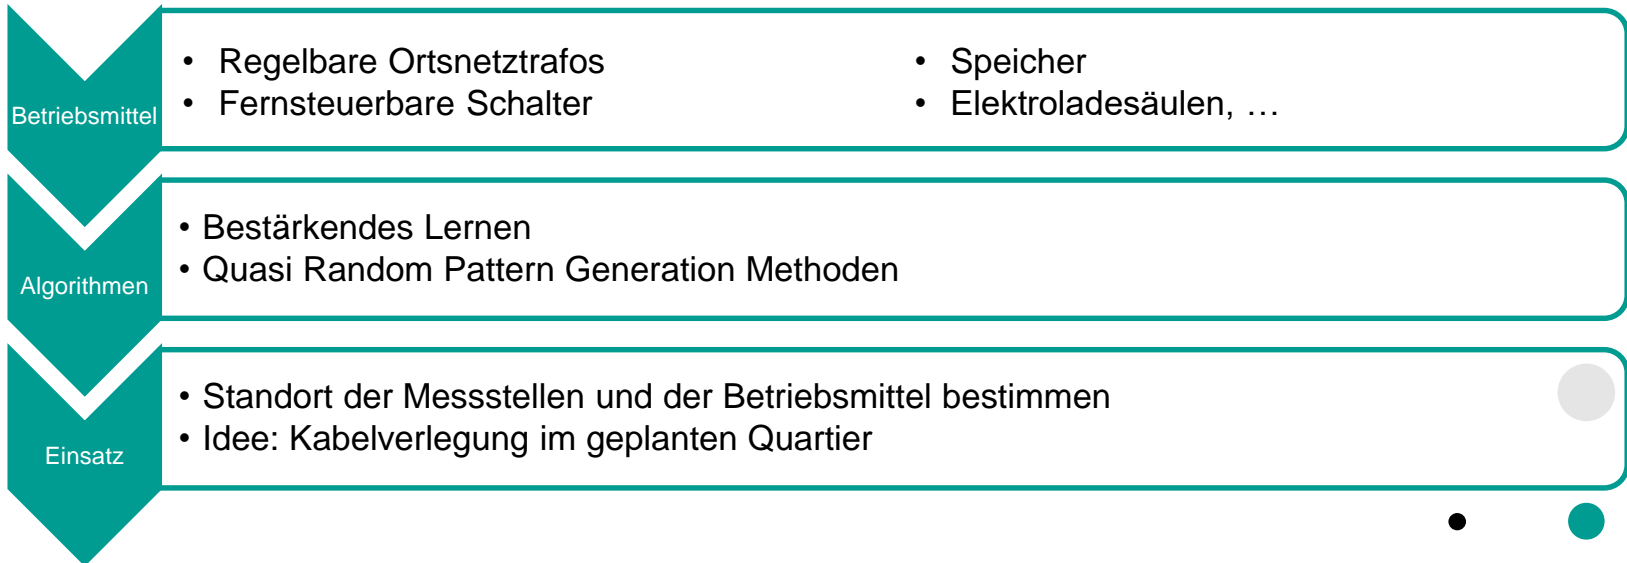 Betriebsmittel
• Regelbare Ortsnetztrafos
• Fernsteuerbare Schalter
• Speicher
• Elektroladesäulen, …
Algorithmen
• Bestärkendes Lernen
• Quasi Random Pattern Generation Methoden
Einsatz
• Standort der Messstellen und der Betriebsmittel bestimmen
• Idee: Kabelverlegung im geplanten Quartier